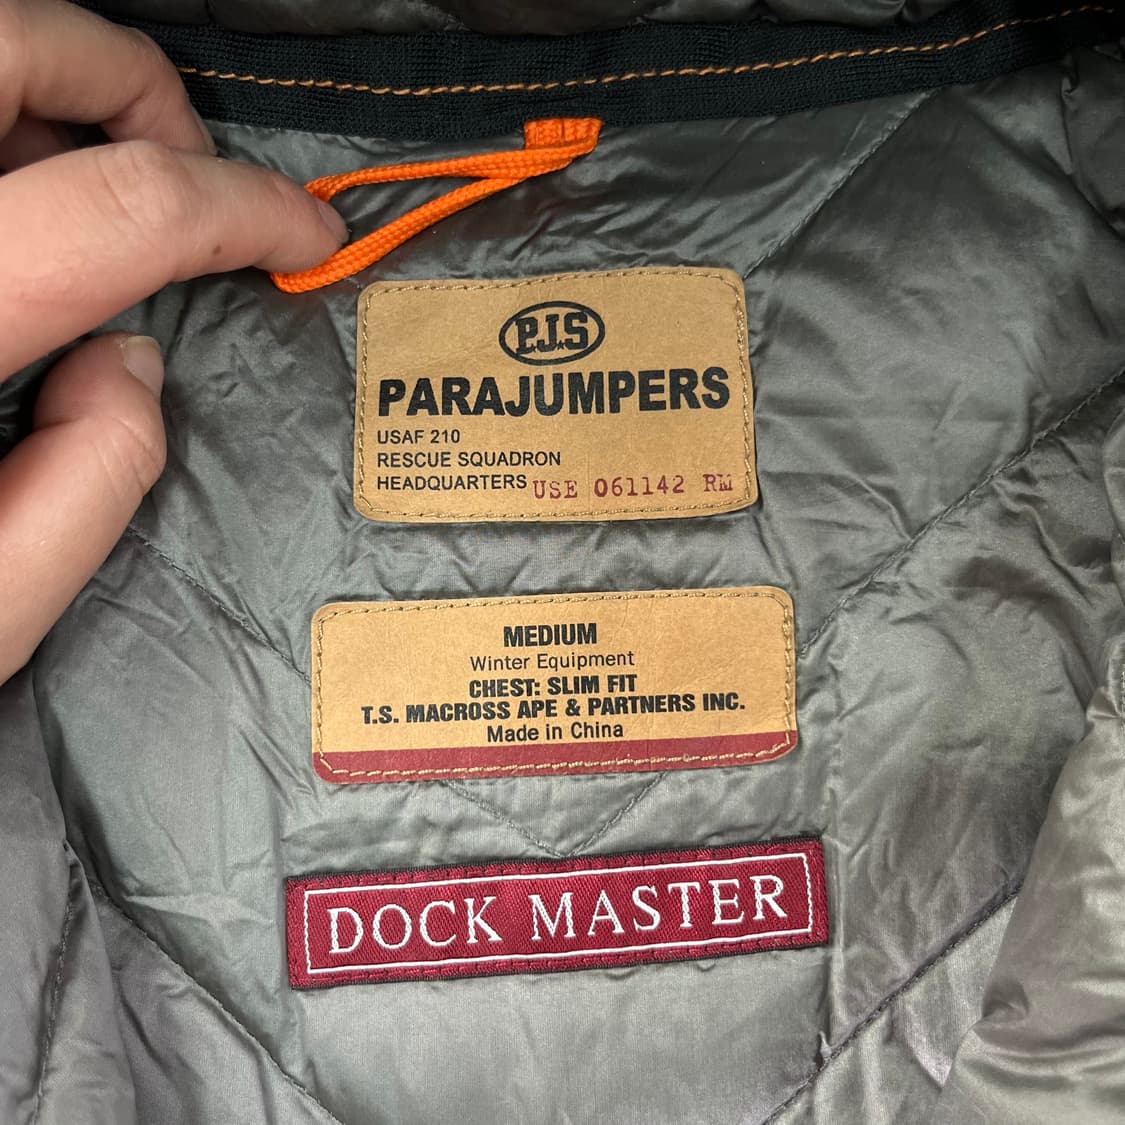 P.J.S
PARAJUMPERS
USAF 210
RESCUE SQUADRON
HEADQUARTERS USE 061142 RM
MEDIUM
Winter Equipment
CHEST: SLIM FIT
T.S. MACROSS APE & PARTNERS INC.
Made in China
DOCK MASTER